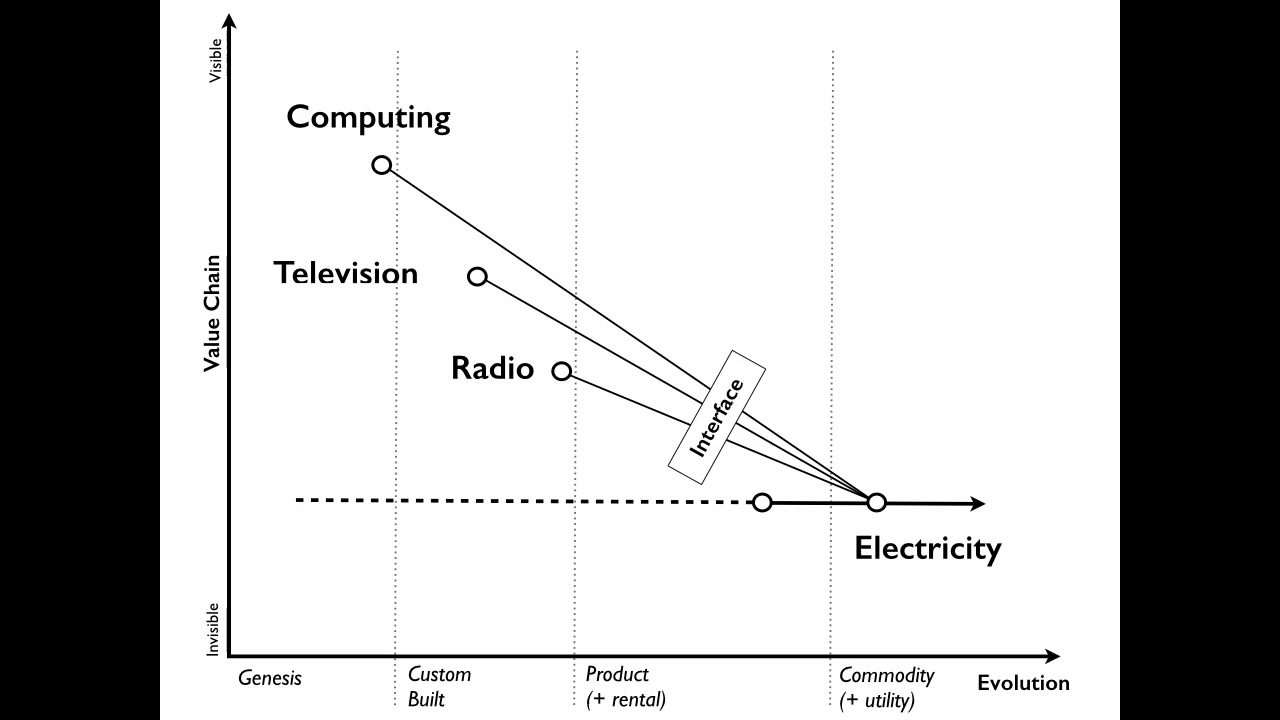 Visible
Computing
Television
Value Chain
Radio
Interface
Electricity
Invisible
Genesis
Custom
Built
Product
(+ rental)
Commodity
(+ utility)
Evolution